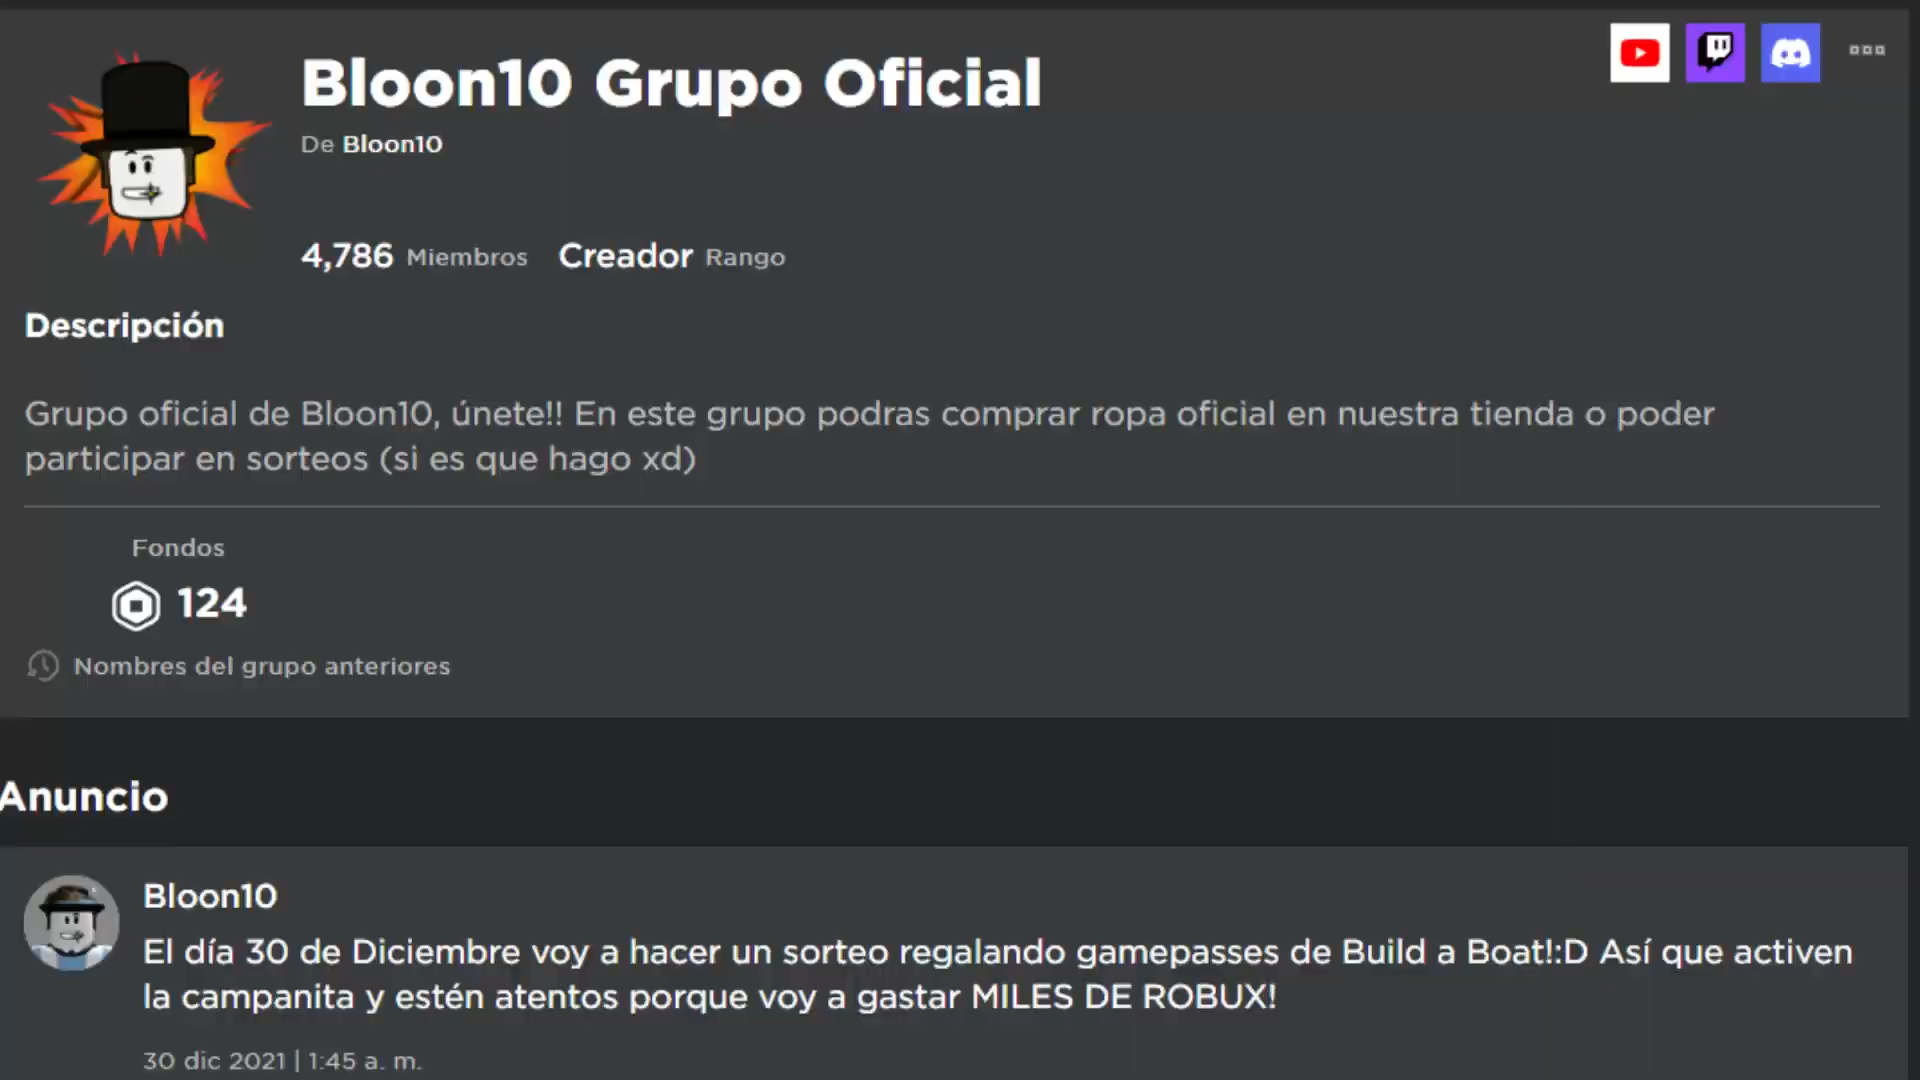 Bloon10 Grupo Oficial
De Bloon10
4,786 Miembros Creador Rango
Descripción
Grupo oficial de Bloon10, únete!! En este grupo podras comprar ropa oficial en nuestra tienda o poder
participar en sorteos (si es que hago xd)
Fondos
124
Nombres del grupo anteriores
Anuncio
Bloon10
El día 30 de Diciembre voy a hacer un sorteo regalando gamepasses de Build a Boat!:D Así que activen
la campanita y estén atentos porque voy a gastar MILES DE ROBUX!
30 dic 2021 | 1:45 a. m.